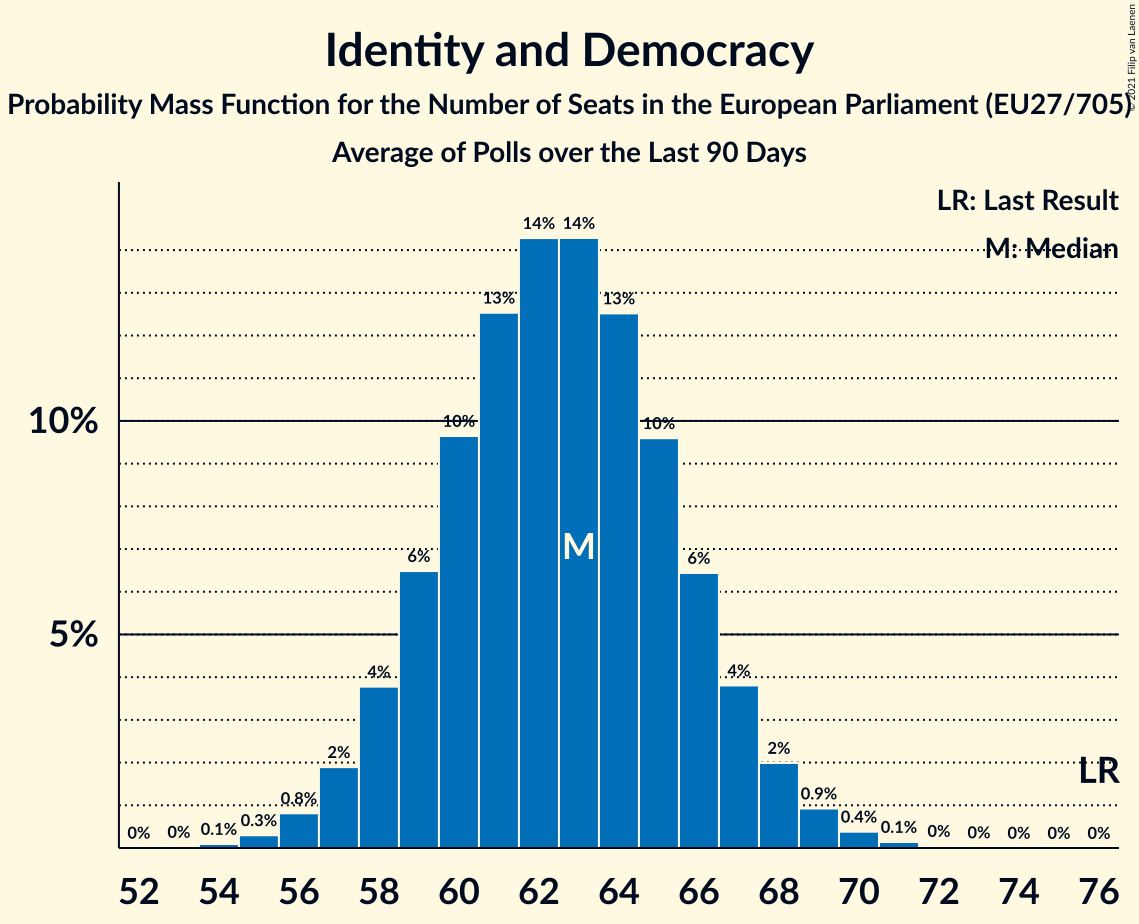 Identity and Democracy
Probability Mass Function for the Number of Seats in the European Parliament (EU27/705)
Average of Polls over the Last 90 Days
© 2021 Filip van Laenen
LR: Last Result
M: Median
14% 14%
13% 13%
10%
10% 10%
6% M 6%
5%
4% 4%
2% 2%
LR
0% 0% 0.1% 0.3% 0.8% 0.9% 0.4% 0.1% 0% 0% 0% 0% 0%
52 54 56 58 60 62 64 66 68 70 72 74 76